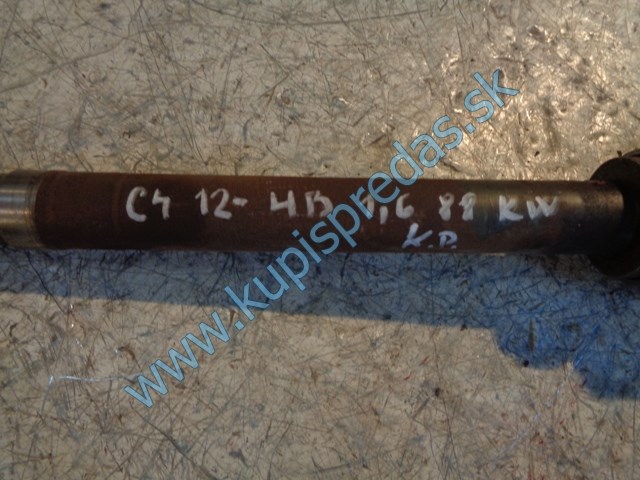 C4 12- HB 1,6 88 KW
K.P.
www.kupispredas.sk